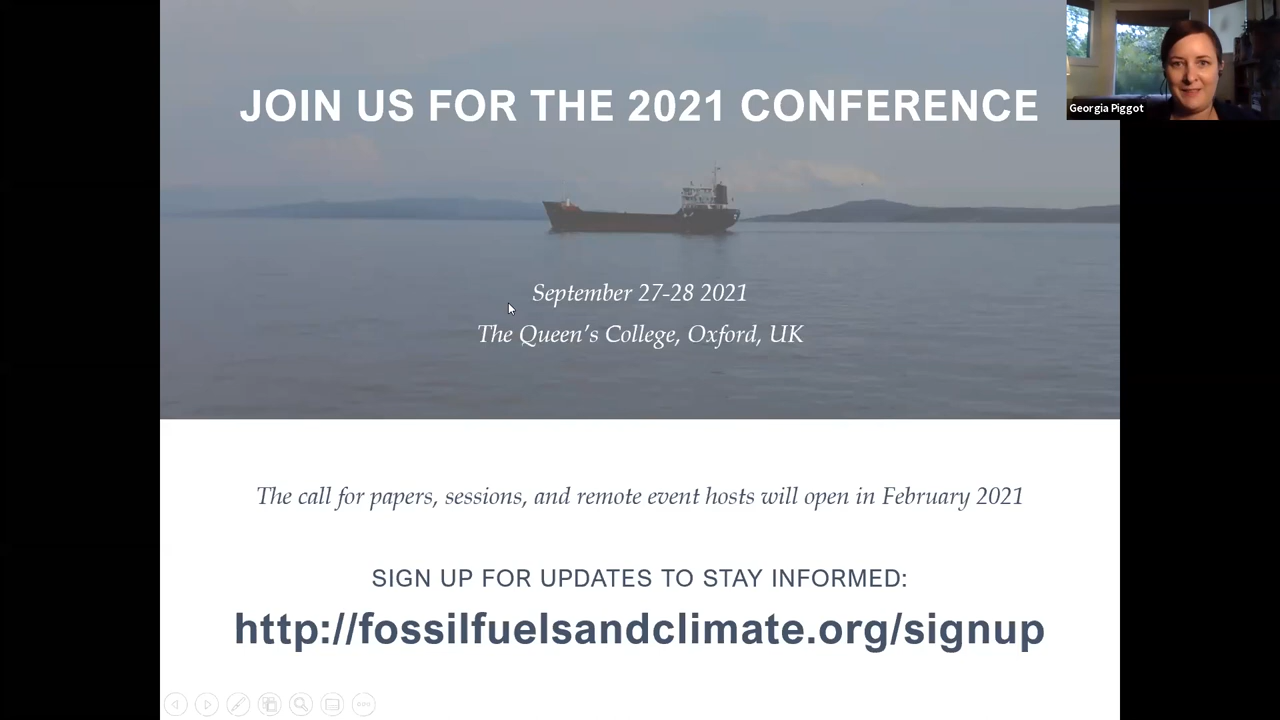 JOIN US FOR THE 2021 CONFERENCE
Georgia Piggot
September 27-28 2021
The Queen's College, Oxford, UK
The call for papers, sessions, and remote event hosts will open in February 2021
SIGN UP FOR UPDATES TO STAY INFORMED:
http://fossilfuelsandclimate.org/signup